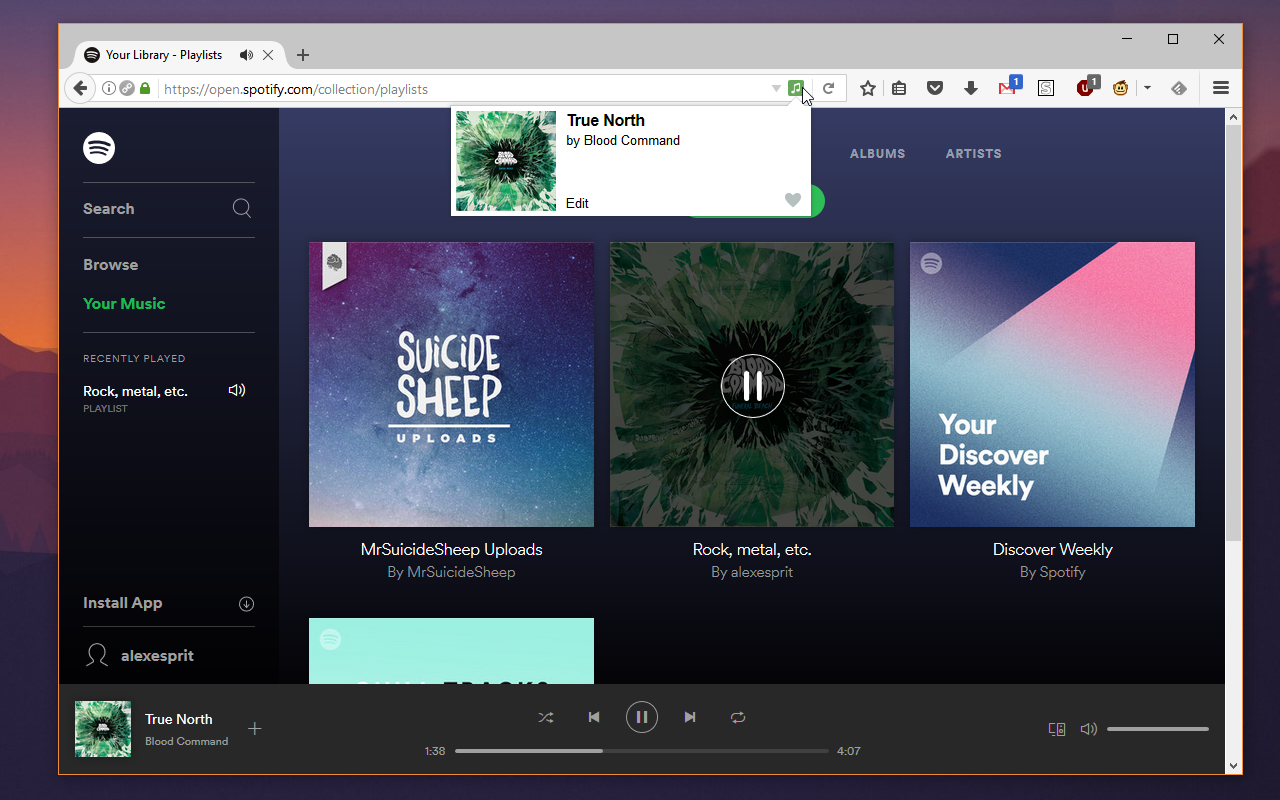 Your Library - Playlists
https://open.spotify.com/collection/playlists
1
S
1
True North
by Blood Command
Edit
ALBUMS
ARTISTS
Search
Browse
Your Music
RECENTLY PLAYED
Rock, metal, etc.
PLAYLIST
Install App
alexesprit
SUiCiDE
SHEEP
UPLOADS
BLOOD
COMMAND
Your
Discover
Weekly
MrSuicideSheep Uploads
By MrSuicideSheep
Rock, metal, etc.
By alexesprit
Discover Weekly
By Spotify
TRACKS
True North
Blood Command
1:38
4:07